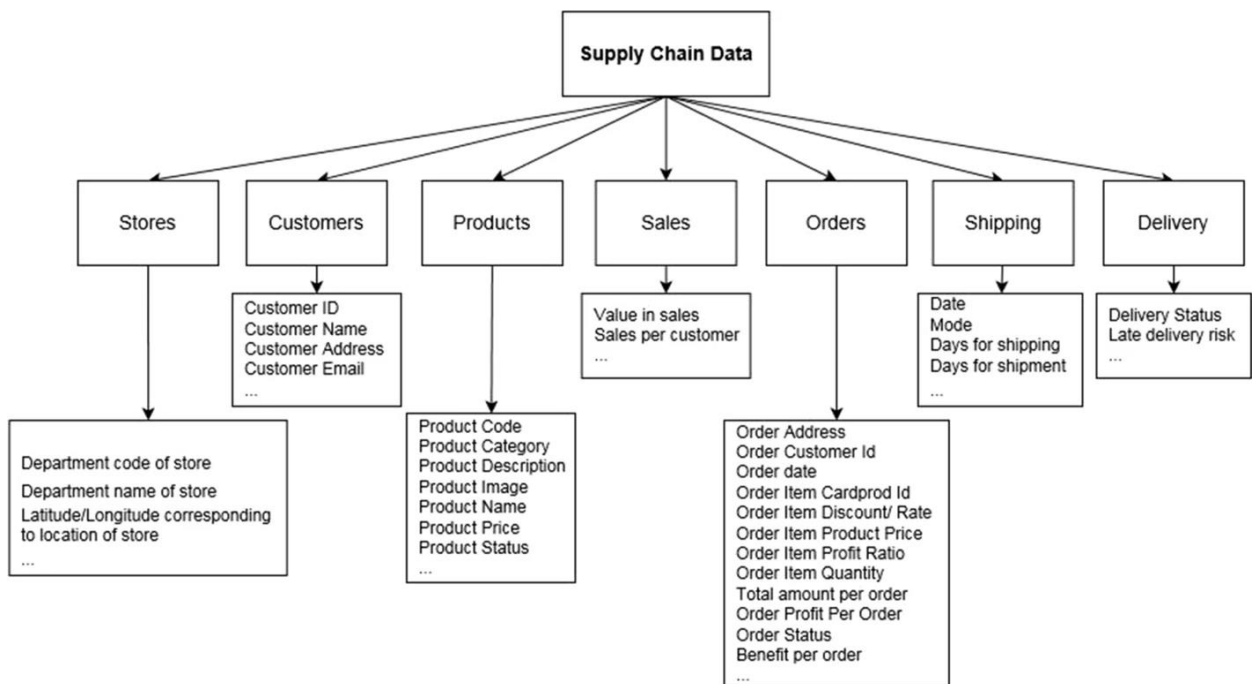 Supply Chain Data
Stores
Customers
Products
Sales
Orders
Shipping
Delivery
Department code of store
Department name of store
Latitude/Longitude corresponding
to location of store
...
Customer ID
Customer Name
Customer Address
Customer Email
...
Product Code
Product Category
Product Description
Product Image
Product Name
Product Price
Product Status
...
Value in sales
Sales per customer
...
Order Address
Order Customer Id
Order date
Order Item Cardprod Id
Order Item Discount/ Rate
Order Item Product Price
Order Item Profit Ratio
Order Item Quantity
Total amount per order
Order Profit Per Order
Order Status
Benefit per order
...
Date
Mode
Days for shipping
Days for shipment
...
Delivery Status
Late delivery risk
...